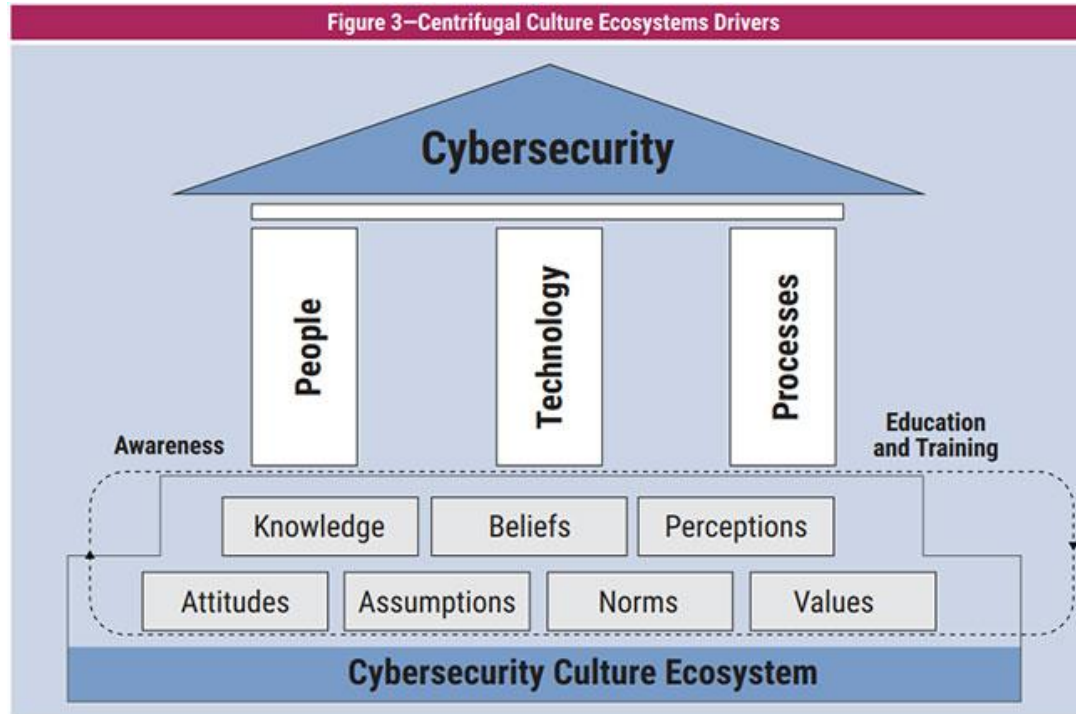 Figure 3—Centrifugal Culture Ecosystems Drivers
Cybersecurity
People
Technology
Processes
Awareness
Education
and Training
Knowledge
Beliefs
Perceptions
Attitudes
Assumptions
Norms
Values
Cybersecurity Culture Ecosystem